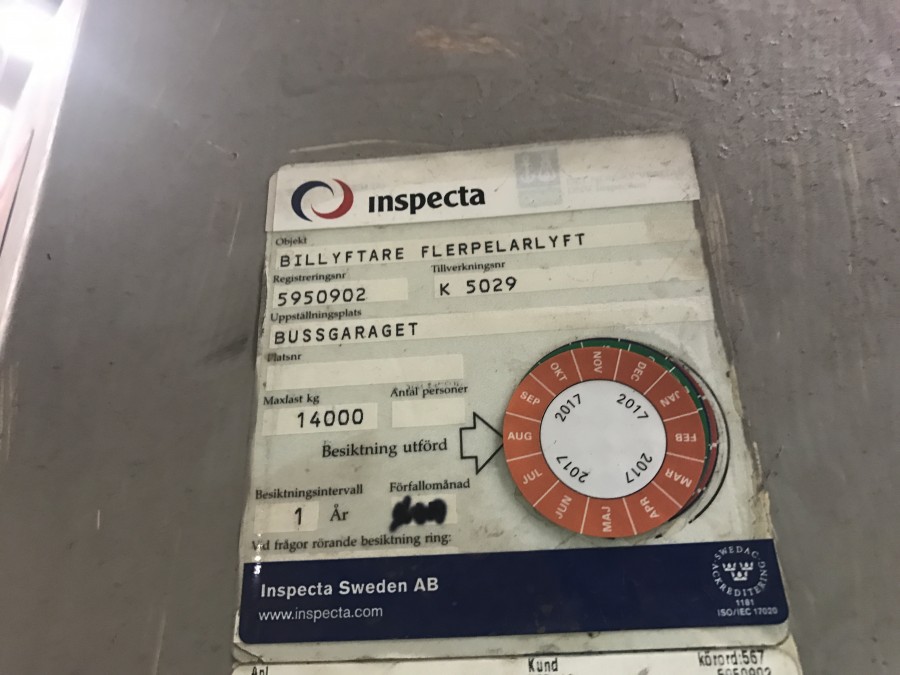 inspecta
Objekt
BILLYFTARE FLERPELARLYFT
Registreringsnr
Tillverkningsnr
5950902
K 5029
Uppställningsplats
BUSSGARAGET
Platsnr
Maxlast kg
Antal personer
14000
Besiktning utförd
Besiktningsintervall
Förfallomånad
1 År
Vid frågor rörande besiktning ring:
OKT NOV DEC JAN FEB MAR APR MAJ JUN JUL AUG SEP
2017 2017 2017 2017
Inspecta Sweden AB
www.inspecta.com
SWEDAC
ACKREDITERING
1181
ISO/IEC 17020
Kund
körord:567
5950902